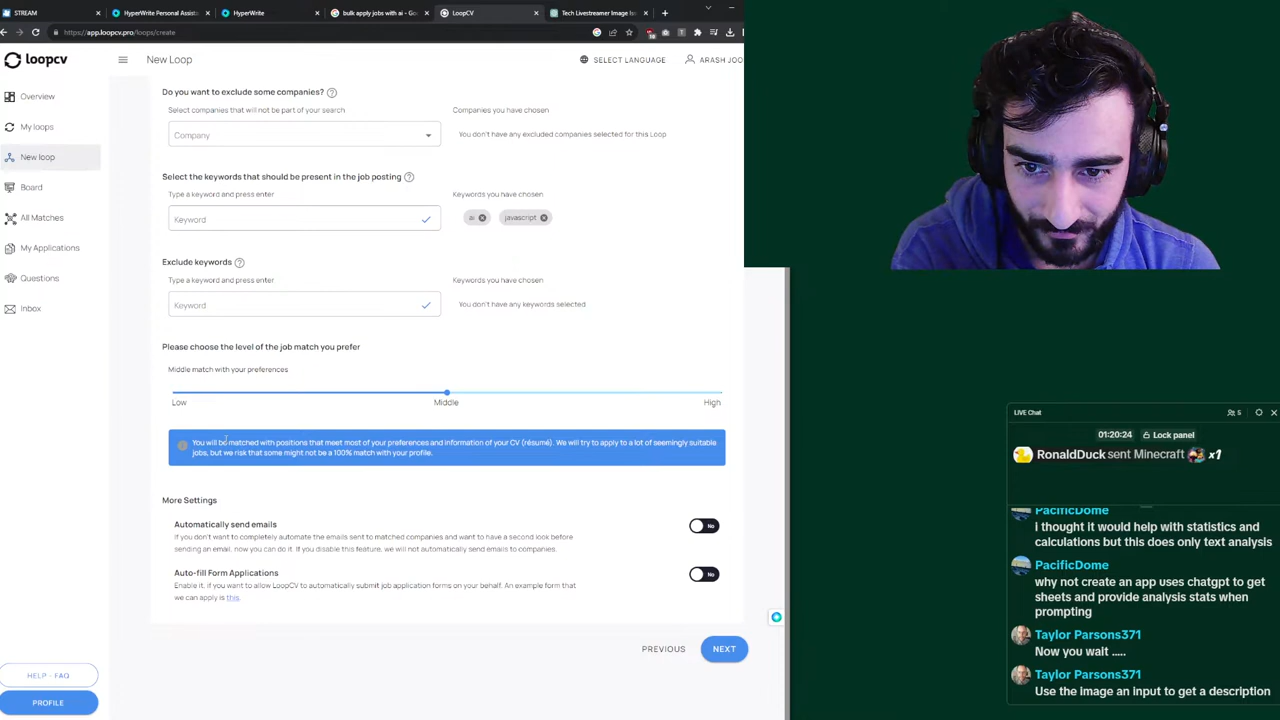 STREAM
HyperWrite Personal Assista
HyperWrite
bulk apply jobs with ai - Goo
LoopCV
Tech Livestreamer Image Iss
https://app.loopcv.pro/loops/create
loopcv
New Loop
SELECT LANGUAGE
ARASH JOO
Overview
My loops
New loop
Board
All Matches
My Applications
Questions
Inbox
HELP - FAQ
PROFILE
Do you want to exclude some companies?
Select companies that will not be part of your search
Companies you have chosen
Company
You don't have any excluded companies selected for this Loop
Select the keywords that should be present in the job posting
Type a keyword and press enter
Keywords you have chosen
Keyword
ai
javascript
Exclude keywords
Type a keyword and press enter
Keywords you have chosen
Keyword
You don't have any keywords selected
Please choose the level of the job match you prefer
Middle match with your preferences
Low
Middle
High
You will be matched with positions that meet most of your preferences and information of your CV (résumé). We will try to apply to a lot of seemingly suitable
jobs, but we risk that some might not be a 100% match with your profile.
More Settings
Automatically send emails
If you don't want to completely automate the emails sent to matched companies and want to have a second look before
sending an email, now you can do it. If you disable this feature, we will not automatically send emails to companies.
No
Auto-fill Form Applications
Enable it, if you want to allow LoopCV to automatically submit job application forms on your behalf. An example form that
we can apply is this.
No
PREVIOUS
NEXT
LIVE Chat
5
01:20:24
Lock panel
RonaldDuck sent Minecraft x1
PacificDome
i thought it would help with statistics and
calculations but this does only text analysis
PacificDome
why not create an app uses chatgpt to get
sheets and provide analysis stats when
prompting
Taylor Parsons371
Now you wait .....
Taylor Parsons371
Use the image an input to get a description